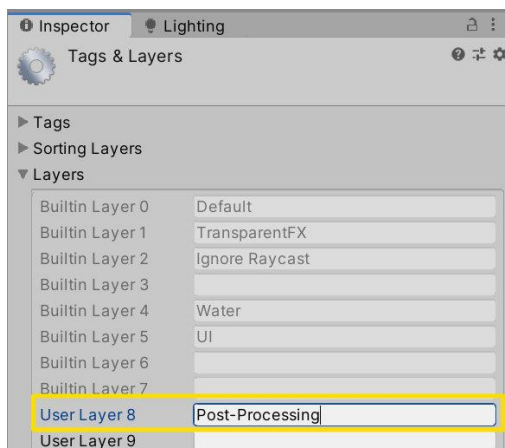 Inspector Lighting
Tags & Layers
Tags
Sorting Layers
Layers
Builtin Layer 0 Default
Builtin Layer 1 TransparentFX
Builtin Layer 2 Ignore Raycast
Builtin Layer 3
Builtin Layer 4 Water
Builtin Layer 5 UI
Builtin Layer 6
Builtin Layer 7
User Layer 8 Post-Processing
User Layer 9